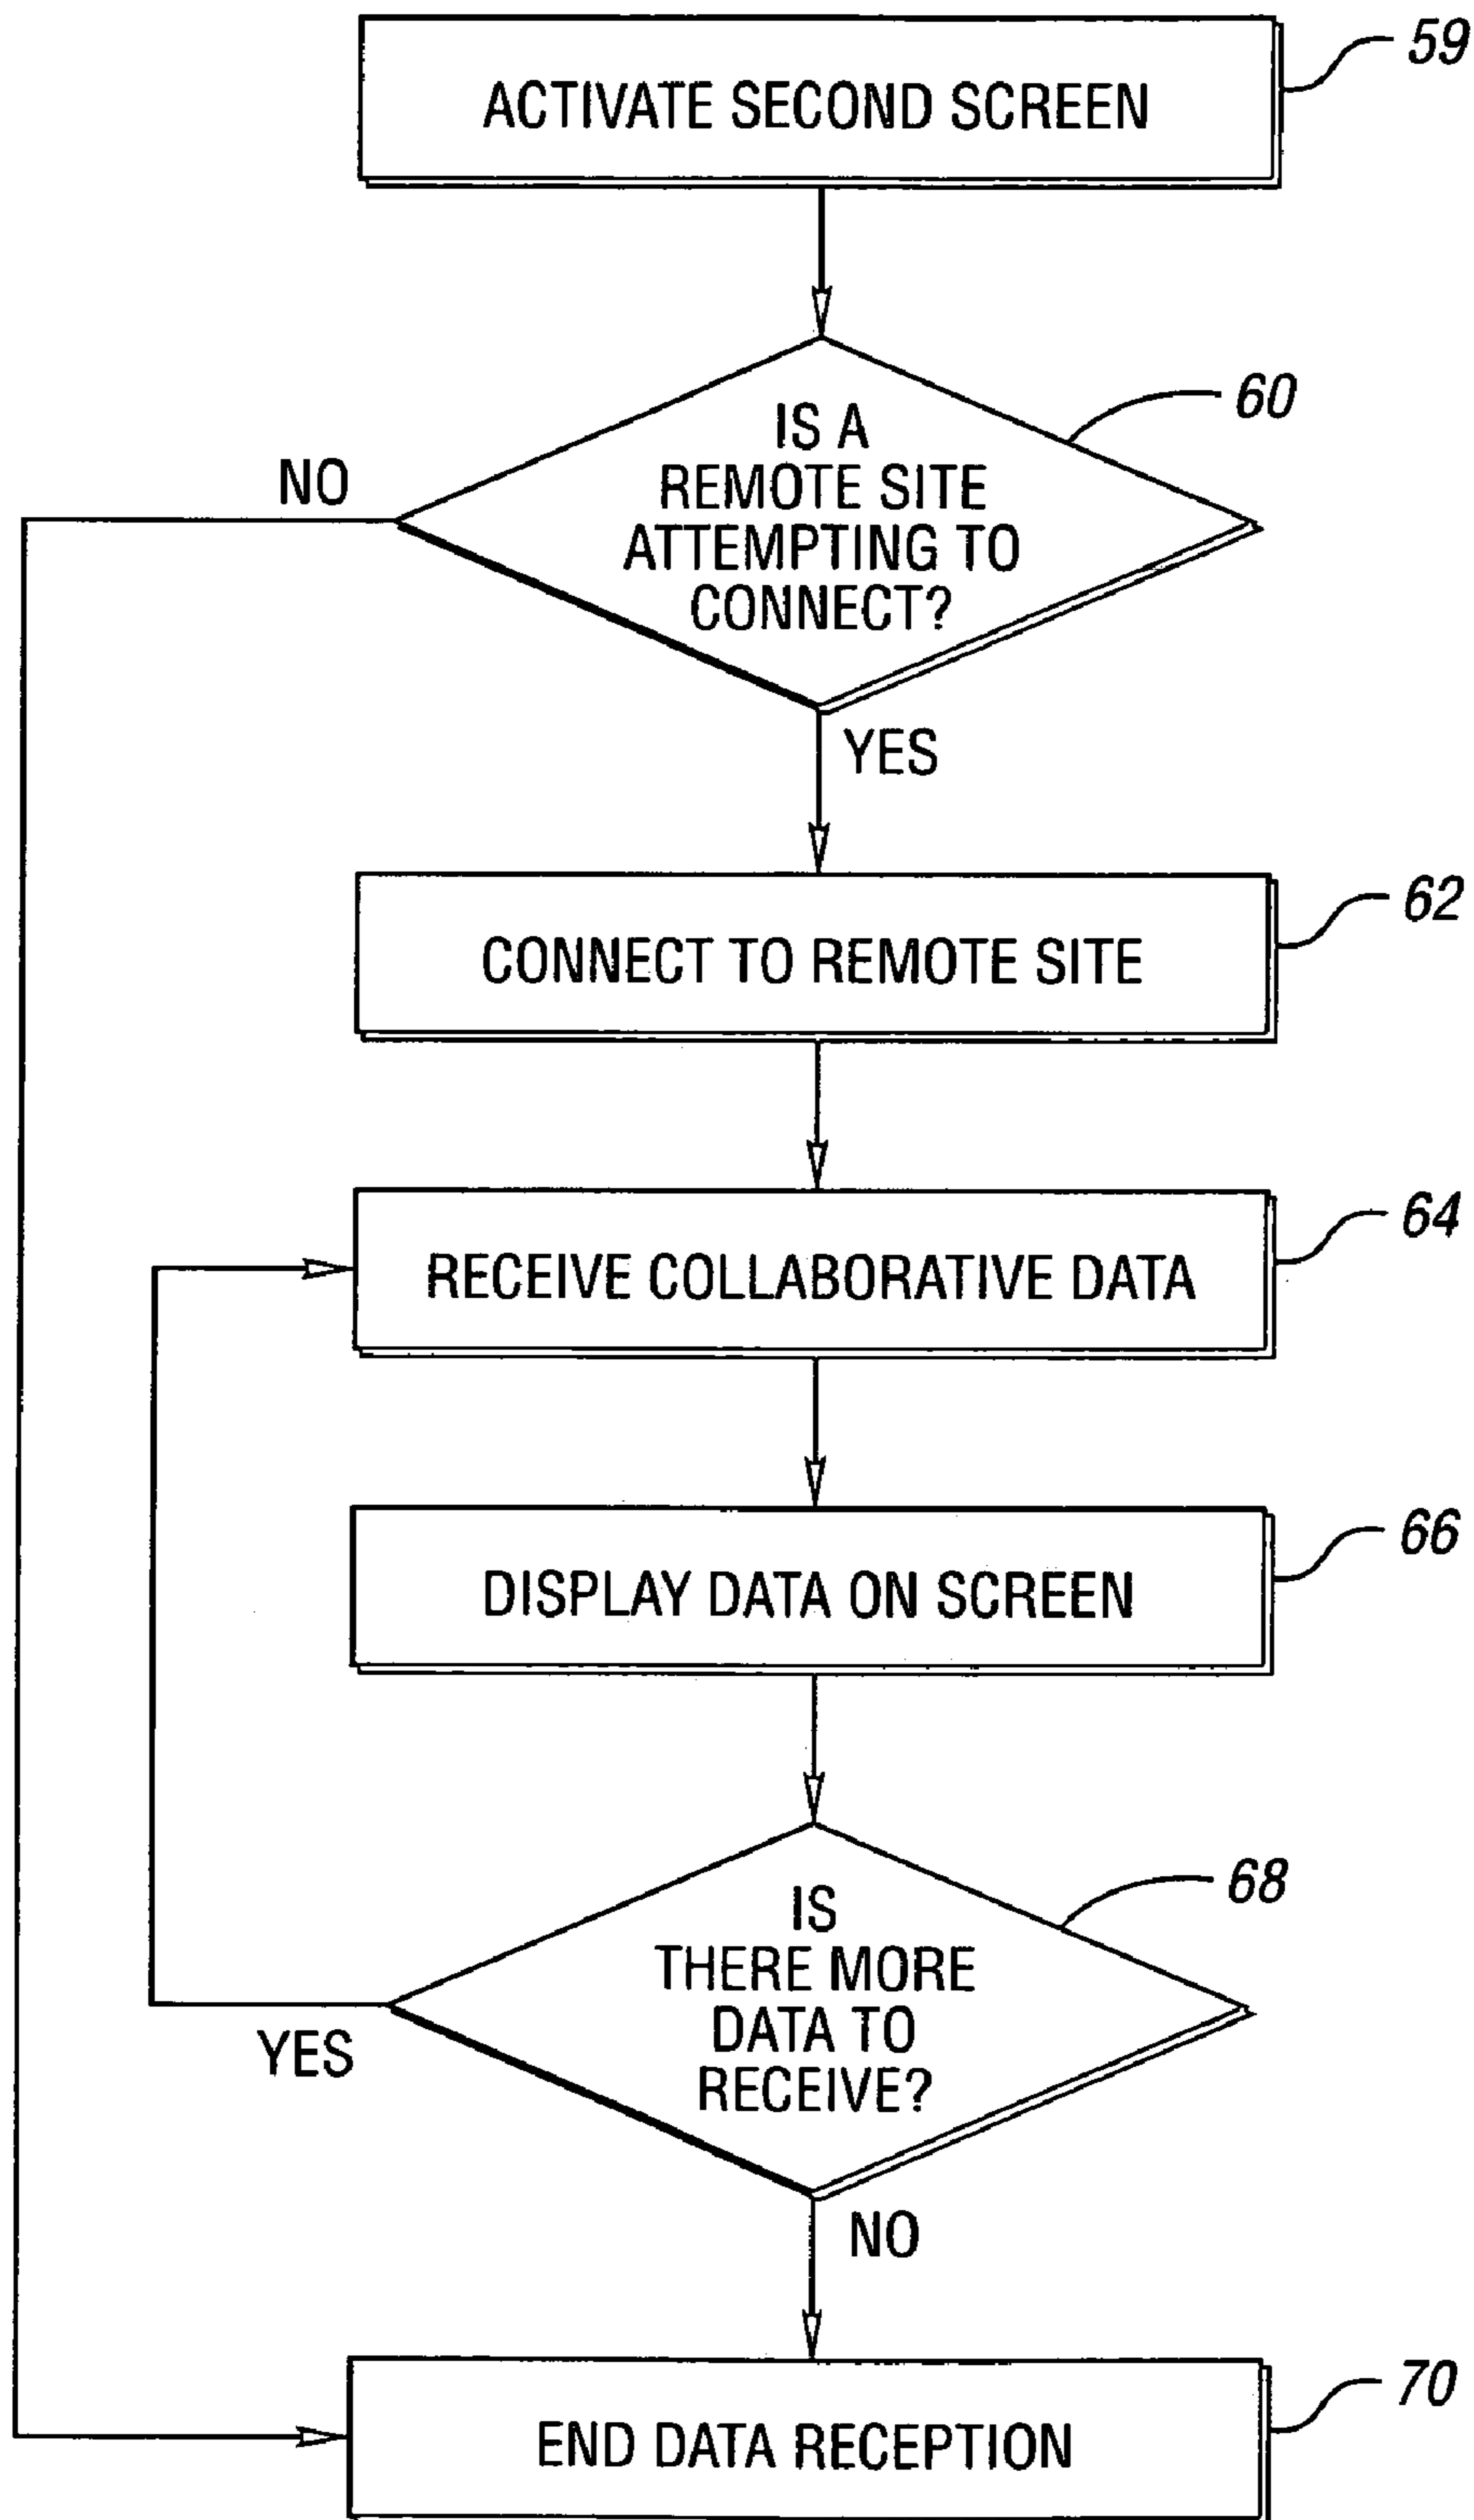 59
ACTIVATE SECOND SCREEN
60
IS A
REMOTE SITE
ATTEMPTING TO
CONNECT?
NO
YES
62
CONNECT TO REMOTE SITE
64
RECEIVE COLLABORATIVE DATA
66
DISPLAY DATA ON SCREEN
68
IS
THERE MORE
DATA TO
RECEIVE?
YES
NO
70
END DATA RECEPTION